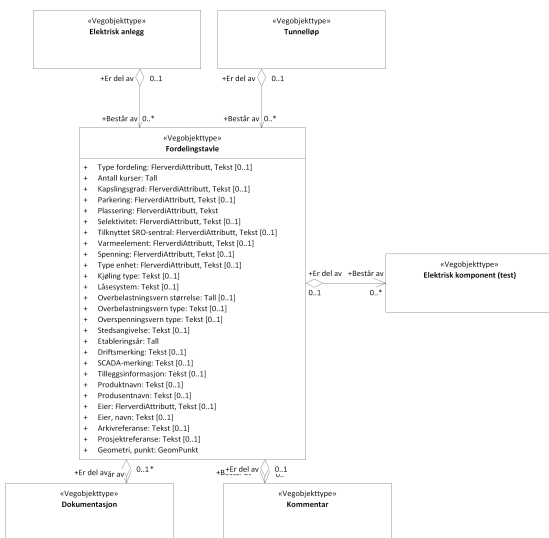 «Vegobjekttype»
Elektrisk anlegg
«Vegobjekttype»
Tunnelløp
+Er del av 0..1
+Er del av 0..1
+Består av 0..*
+Består av 0..*
«Vegobjekttype»
Fordelingstavle
+ Type fordeling: FlerverdiAttributt, Tekst [0..1]
+ Antall kurser: Tall
+ Kapslingsgrad: FlerverdiAttributt, Tekst [0..1]
+ Parkering: FlerverdiAttributt, Tekst [0..1]
+ Plassering: FlerverdiAttributt, Tekst
+ Selektivitet: FlerverdiAttributt, Tekst [0..1]
+ Tilknyttet SRO-sentral: FlerverdiAttributt, Tekst [0..1]
+ Varmeelement: FlerverdiAttributt, Tekst [0..1]
+ Spenning: FlerverdiAttributt, Tekst [0..1]
+ Type enhet: FlerverdiAttributt, Tekst [0..1]
+ Kjøling type: Tekst [0..1]
+ Låsesystem: Tekst [0..1]
+ Overbelastningsvern størrelse: Tall [0..1]
+ Overbelastningsvern type: Tekst [0..1]
+ Overspenningsvern type: Tekst [0..1]
+ Stedsangivelse: Tekst [0..1]
+ Etableringsår: Tall
+ Driftsmerking: Tekst [0..1]
+ SCADA-merking: Tekst [0..1]
+ Tilleggsinformasjon: Tekst [0..1]
+ Produktnavn: Tekst [0..1]
+ Produsentnavn: Tekst [0..1]
+ Eier: FlerverdiAttributt, Tekst [0..1]
+ Eier, navn: Tekst [0..1]
+ Arkivreferanse: Tekst [0..1]
+ Prosjektreferanse: Tekst [0..1]
+ Geometri, punkt: GeomPunkt
+Er del av +Består av
0..1 0..*
«Vegobjekttype»
Elektrisk komponent (test)
+Er del av 0..1
+Er del av 0..1
«Vegobjekttype»
Dokumentasjon
«Vegobjekttype»
Kommentar